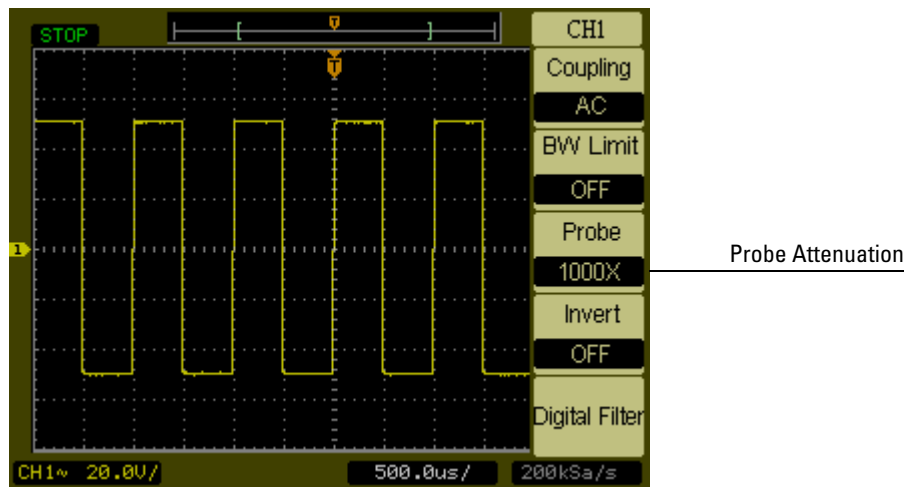 STOP
T
T
CH1
Coupling
AC
BW Limit
OFF
Probe
1000X
Probe Attenuation
Invert
OFF
Digital Filter
1
CH1~ 20.0V/
500.0us/
200kSa/s